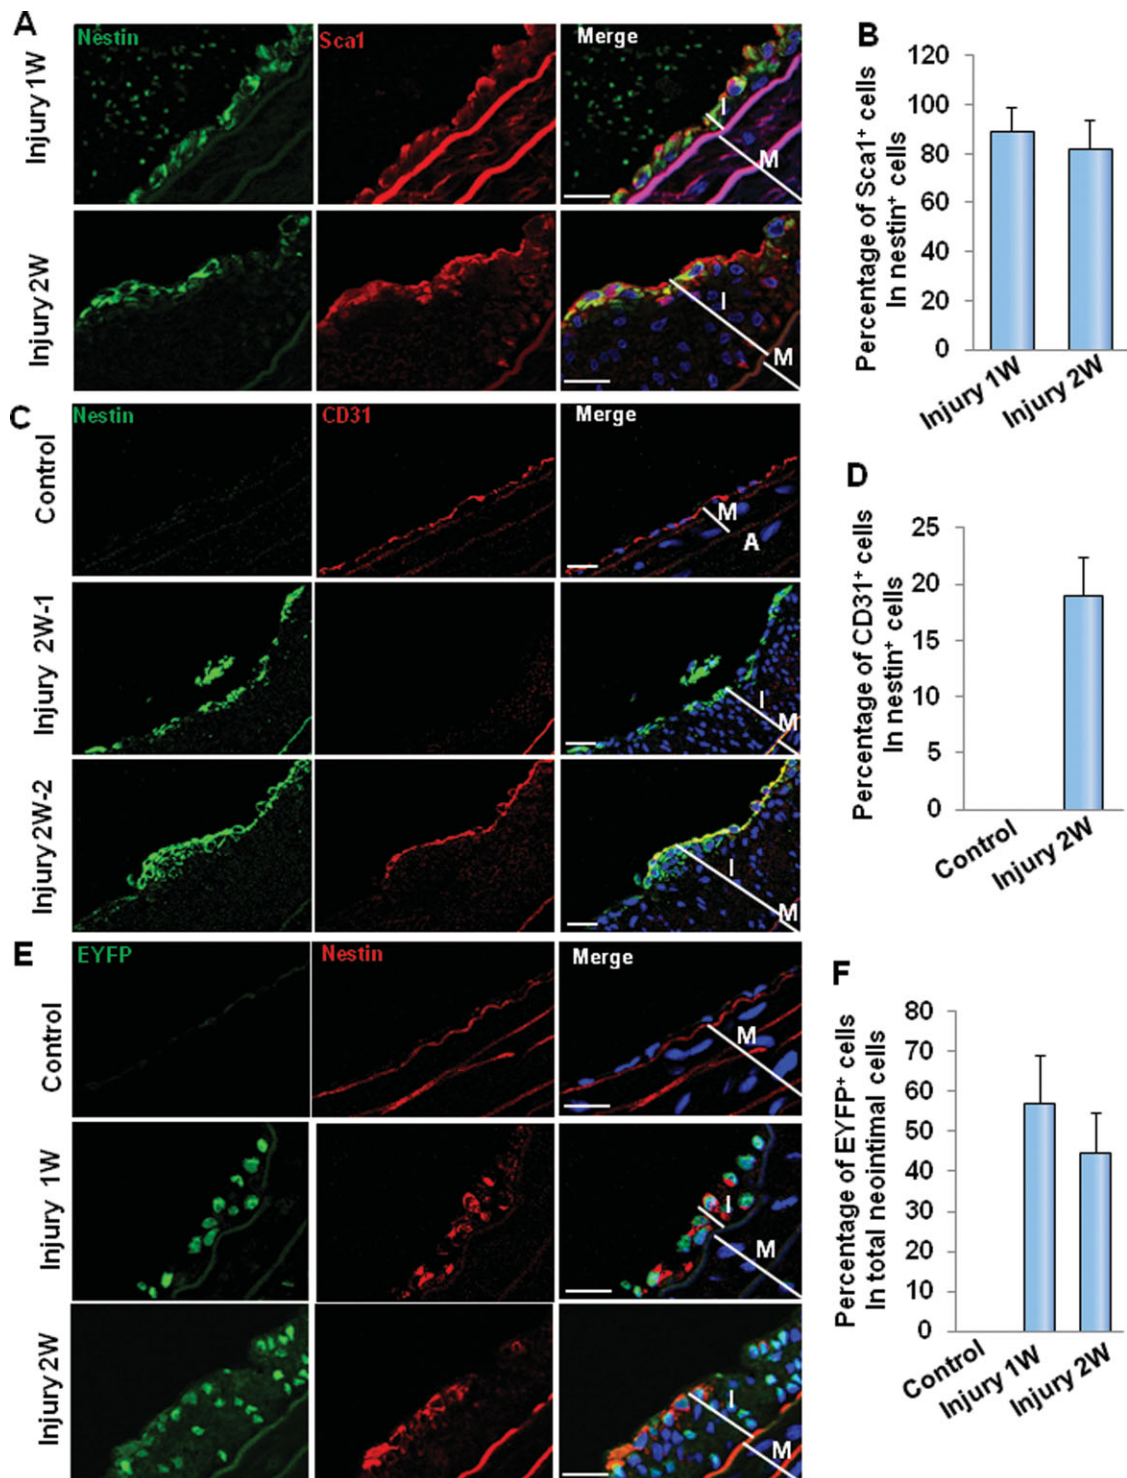 A
Nestin
Sca1
Merge
Injury 1W
I
M
Injury 2W
I
M
B
Percentage of Sca1⁺ cells
In nestin⁺ cells
120
100
80
60
40
20
0
Injury 1W
Injury 2W
C
Nestin
CD31
Merge
Control
M
A
Injury 2W-1
I
M
Injury 2W-2
I
M
D
Percentage of CD31⁺ cells
In nestin⁺ cells
25
20
15
10
5
0
Control
Injury 2W
E
EYFP
Nestin
Merge
Control
M
Injury 1W
I
M
Injury 2W
I
M
F
Percentage of EYFP⁺ cells
In total neointimal cells
80
70
60
50
40
30
20
10
0
Control
Injury 1W
Injury 2W